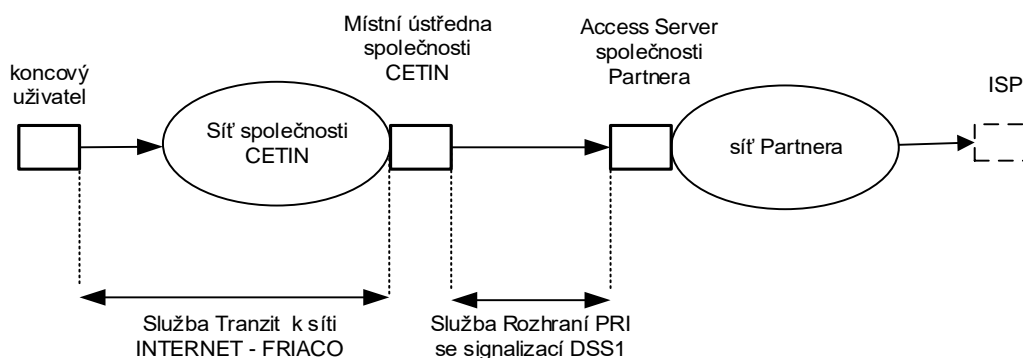 koncový
uživatel
Síť společnosti
CETIN
Místní ústředna
společnosti
CETIN
Access Server
společnosti
Partnera
síť Partnera
ISP
Služba Tranzit k síti
INTERNET - FRIACO
Služba Rozhraní PRI
se signalizací DSS1